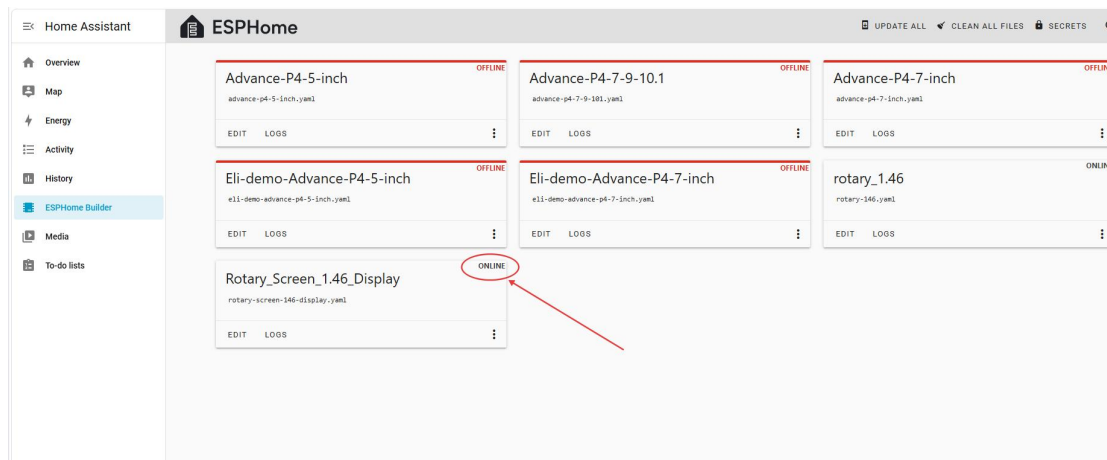 Home Assistant
ESPHome
UPDATE ALL CLEAN ALL FILES SECRETS
Overview
Map
Energy
Activity
History
ESPHome Builder
Media
To-do lists
OFFLINE
Advance-P4-5-inch
advance-p4-5-inch.yaml
EDIT LOGS
OFFLINE
Advance-P4-7-9-10.1
advance-p4-7-9-101.yaml
EDIT LOGS
OFFLIN
Advance-P4-7-inch
advance-p4-7-inch.yaml
EDIT LOGS
OFFLINE
Eli-demo-Advance-P4-5-inch
eli-demo-advance-p4-5-inch.yaml
EDIT LOGS
OFFLINE
Eli-demo-Advance-P4-7-inch
eli-demo-advance-p4-7-inch.yaml
EDIT LOGS
ONLIN
rotary_1.46
rotary-146.yaml
EDIT LOGS
ONLINE
Rotary_Screen_1.46_Display
rotary-screen-146-display.yaml
EDIT LOGS